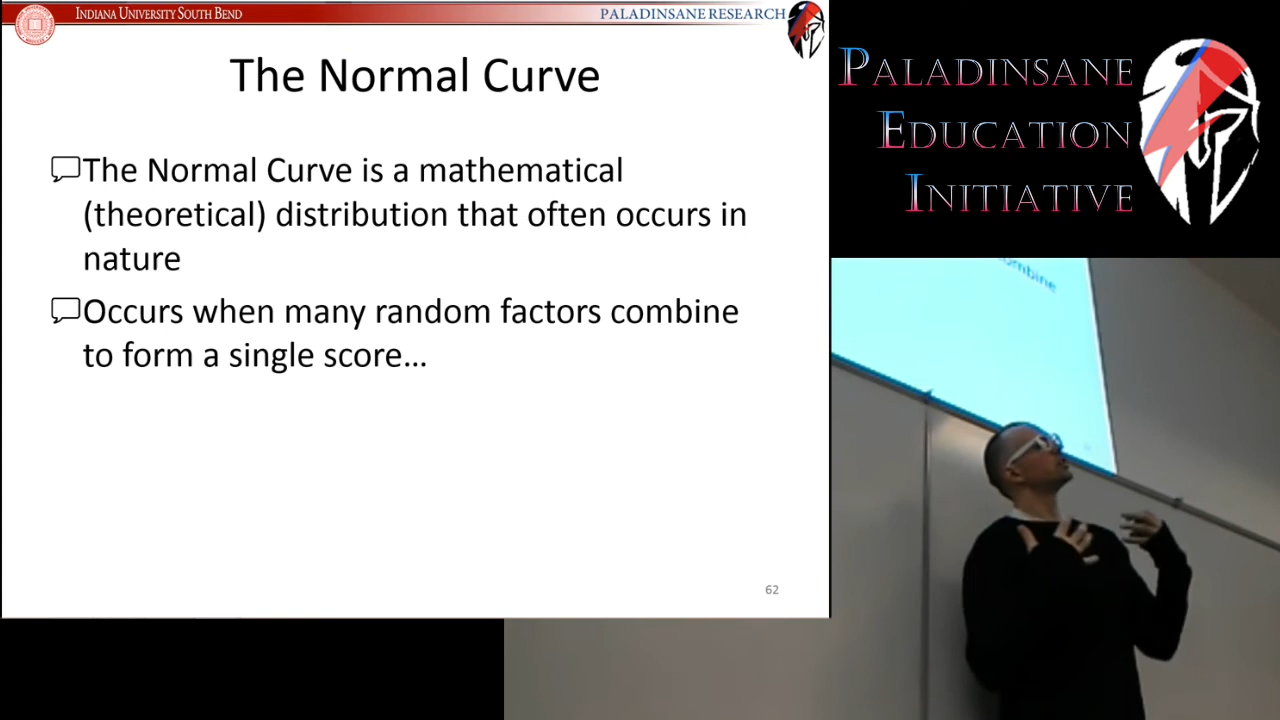 INDIANA UNIVERSITY SOUTH BEND
PALADINSANE RESEARCH
The Normal Curve
The Normal Curve is a mathematical
(theoretical) distribution that often occurs in
nature
Occurs when many random factors combine
to form a single score…
62
PALADINSANE
EDUCATION
INITIATIVE
combine